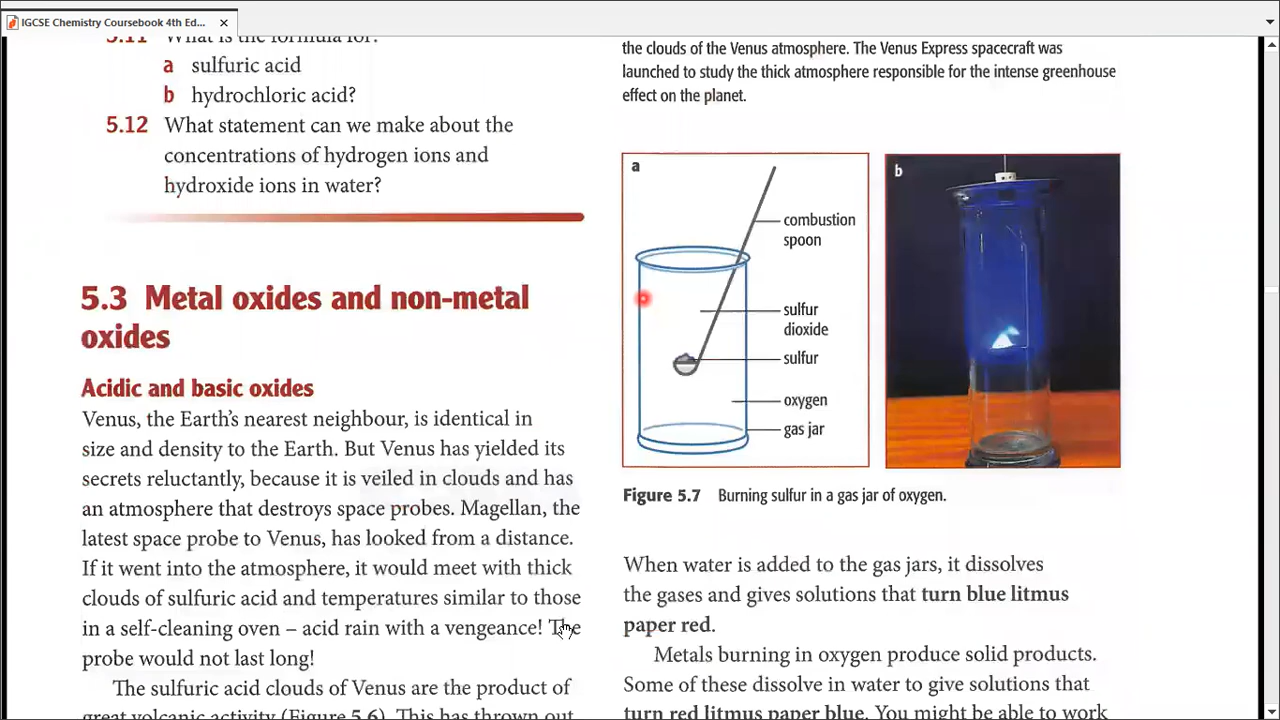 IGCSE Chemistry Coursebook 4th Ed...
5.11 What is the formula for:
a sulfuric acid
b hydrochloric acid?
5.12 What statement can we make about the
concentrations of hydrogen ions and
hydroxide ions in water?
5.3 Metal oxides and non-metal
oxides
Acidic and basic oxides
Venus, the Earth's nearest neighbour, is identical in
size and density to the Earth. But Venus has yielded its
secrets reluctantly, because it is veiled in clouds and has
an atmosphere that destroys space probes. Magellan, the
latest space probe to Venus, has looked from a distance.
If it went into the atmosphere, it would meet with thick
clouds of sulfuric acid and temperatures similar to those
in a self-cleaning oven – acid rain with a vengeance! The
probe would not last long!
The sulfuric acid clouds of Venus are the product of
great volcanic activity (Figure 5.6). This has thrown out
the clouds of the Venus atmosphere. The Venus Express spacecraft was
launched to study the thick atmosphere responsible for the intense greenhouse
effect on the planet.
a
combustion
spoon
sulfur
dioxide
sulfur
oxygen
gas jar
b
Figure 5.7 Burning sulfur in a gas jar of oxygen.
When water is added to the gas jars, it dissolves
the gases and gives solutions that turn blue litmus
paper red.
Metals burning in oxygen produce solid products.
Some of these dissolve in water to give solutions that
turn red litmus paper blue. You might be able to work